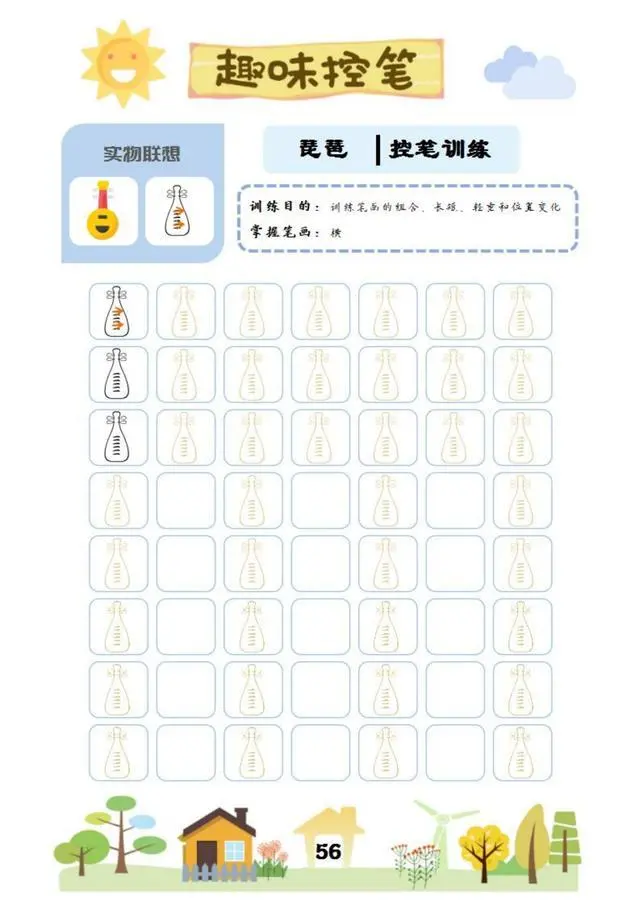 趣味控笔
实物联想
琵琶 | 控笔训练
训练目的：训练笔画的组合、长短、轻重和位置变化
掌握笔画：横
56